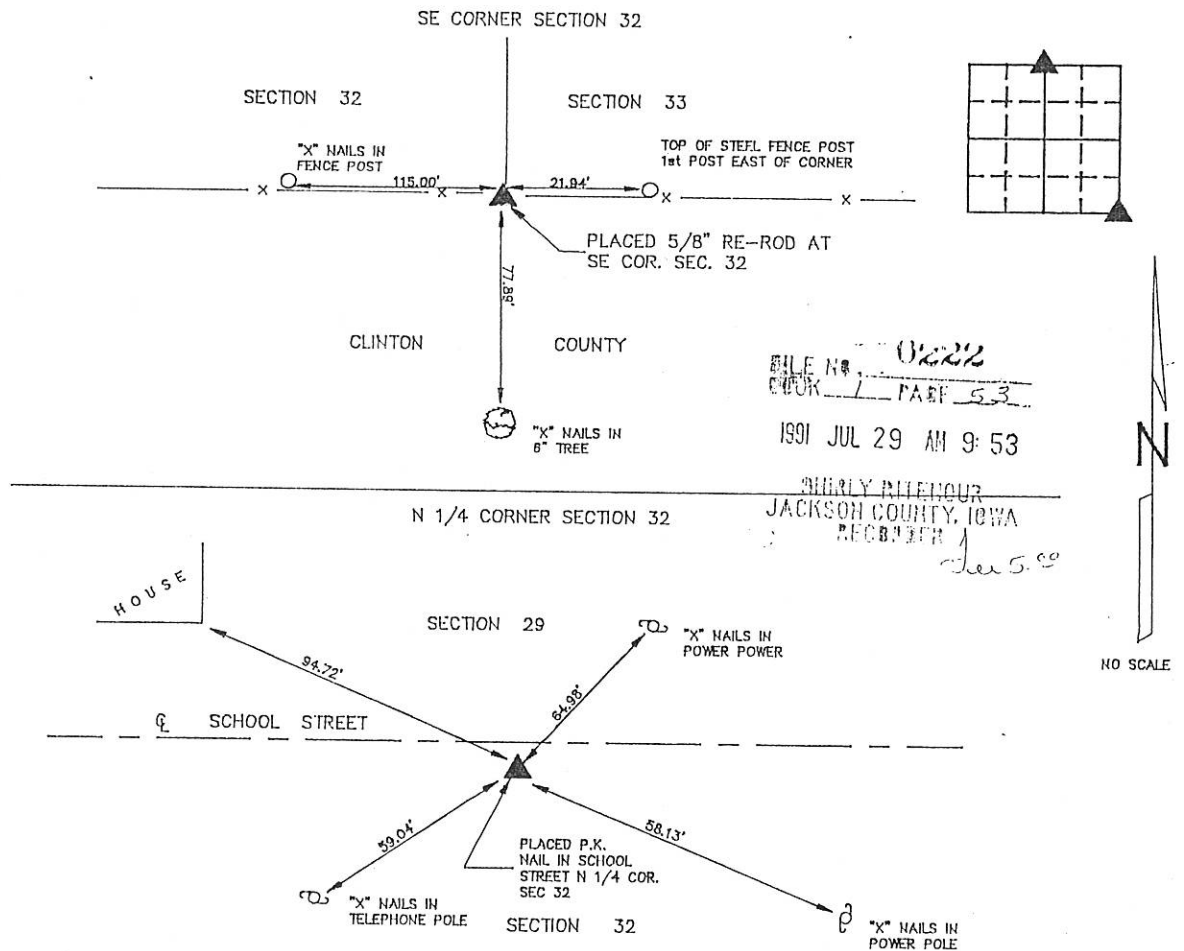 SE CORNER SECTION 32
SECTION 32
SECTION 33
"X" NAILS IN
FENCE POST
TOP OF STEEL FENCE POST
1st POST EAST OF CORNER
115.00'
21.94'
x
x
x
x
PLACED 5/8" RE-ROD AT
SE COR. SEC. 32
77.89'
CLINTON COUNTY
"X" NAILS IN
6" TREE
FILE NO. 0222
BOOK 1 PAGE 53
1991 JUL 29 AM 9:53
JACKSON COUNTY, IOWA
RECORDER
5.00
N
NO SCALE
N 1/4 CORNER SECTION 32
HOUSE
SECTION 29
"X" NAILS IN
POWER POWER
94.72'
64.98'
℄ SCHOOL STREET
59.04'
58.13'
PLACED P.K.
NAIL IN SCHOOL
STREET N 1/4 COR.
SEC 32
"X" NAILS IN
TELEPHONE POLE
SECTION 32
"X" NAILS IN
POWER POLE